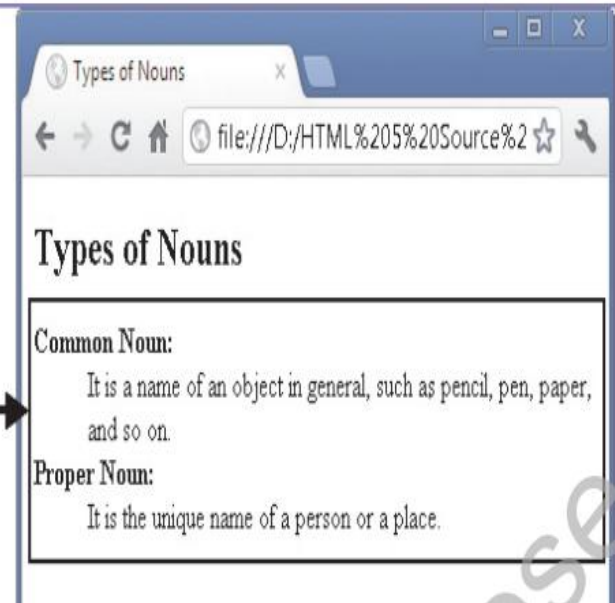 Types of Nouns
file:///D:/HTML%205%20Source%2
Types of Nouns
Common Noun:
It is a name of an object in general, such as pencil, pen, paper,
and so on.
Proper Noun:
It is the unique name of a person or a place.